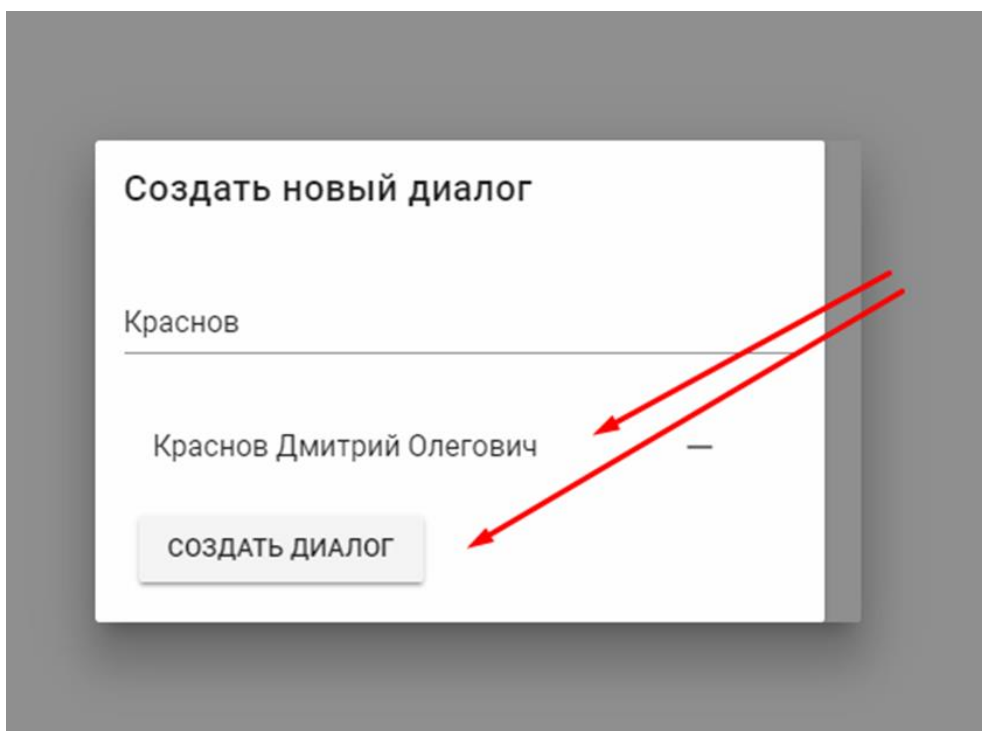 Создать новый диалог
Краснов
Краснов Дмитрий Олегович —
СОЗДАТЬ ДИАЛОГ